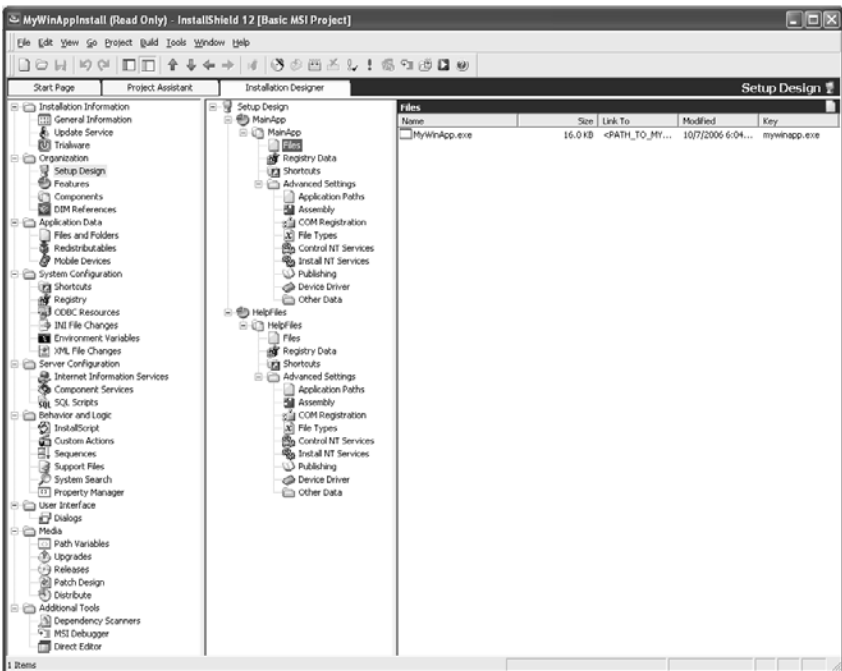 MyWinAppInstall (Read Only) - InstallShield 12 [Basic MSI Project]
File Edit View Go Project Build Tools Window Help
Start Page Project Assistant Installation Designer Setup Design
Installation Information
General Information
Update Service
Trialware
Organization
Setup Design
Features
Components
DIM References
Application Data
Files and Folders
Redistributables
Mobile Devices
System Configuration
Shortcuts
Registry
ODBC Resources
INI File Changes
Environment Variables
XML File Changes
Server Configuration
Internet Information Services
Component Services
SQL SQL Scripts
Behavior and Logic
InstallScript
Custom Actions
Sequences
Support Files
System Search
Property Manager
User Interface
Dialogs
Media
Path Variables
Upgrades
Releases
Patch Design
Distribute
Additional Tools
Dependency Scanners
MSI Debugger
Direct Editor
Setup Design
MainApp
MainApp
Files
Registry Data
Shortcuts
Advanced Settings
Application Paths
Assembly
COM Registration
File Types
Control NT Services
Install NT Services
Publishing
Device Driver
Other Data
HelpFiles
HelpFiles
Files
Registry Data
Shortcuts
Advanced Settings
Application Paths
Assembly
COM Registration
File Types
Control NT Services
Install NT Services
Publishing
Device Driver
Other Data
Files
Name Size Link To Modified Key
MyWinApp.exe 16.0 KB <PATH_TO_MY... 10/7/2006 6:04... mywinapp.exe
1 Items